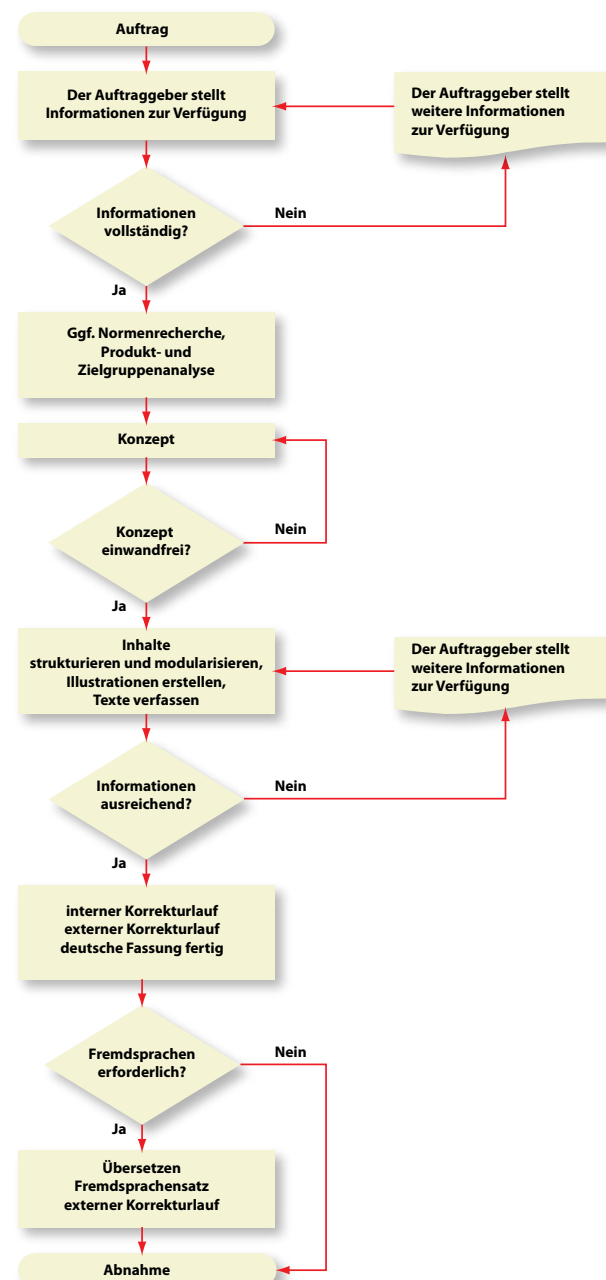 Auftrag
Der Auftraggeber stellt
Informationen zur Verfügung
Der Auftraggeber stellt
weitere Informationen
zur Verfügung
Informationen
vollständig?
Nein
Ja
Ggf. Normenrecherche,
Produkt- und
Zielgruppenanalyse
Konzept
Konzept
einwandfrei?
Nein
Ja
Inhalte
strukturieren und modularisieren,
Illustrationen erstellen,
Texte verfassen
Der Auftraggeber stellt
weitere Informationen
zur Verfügung
Informationen
ausreichend?
Nein
Ja
interner Korrekturlauf
externer Korrekturlauf
deutsche Fassung fertig
Fremdsprachen
erforderlich?
Nein
Ja
Übersetzen
Fremdsprachensatz
externer Korrekturlauf
Abnahme